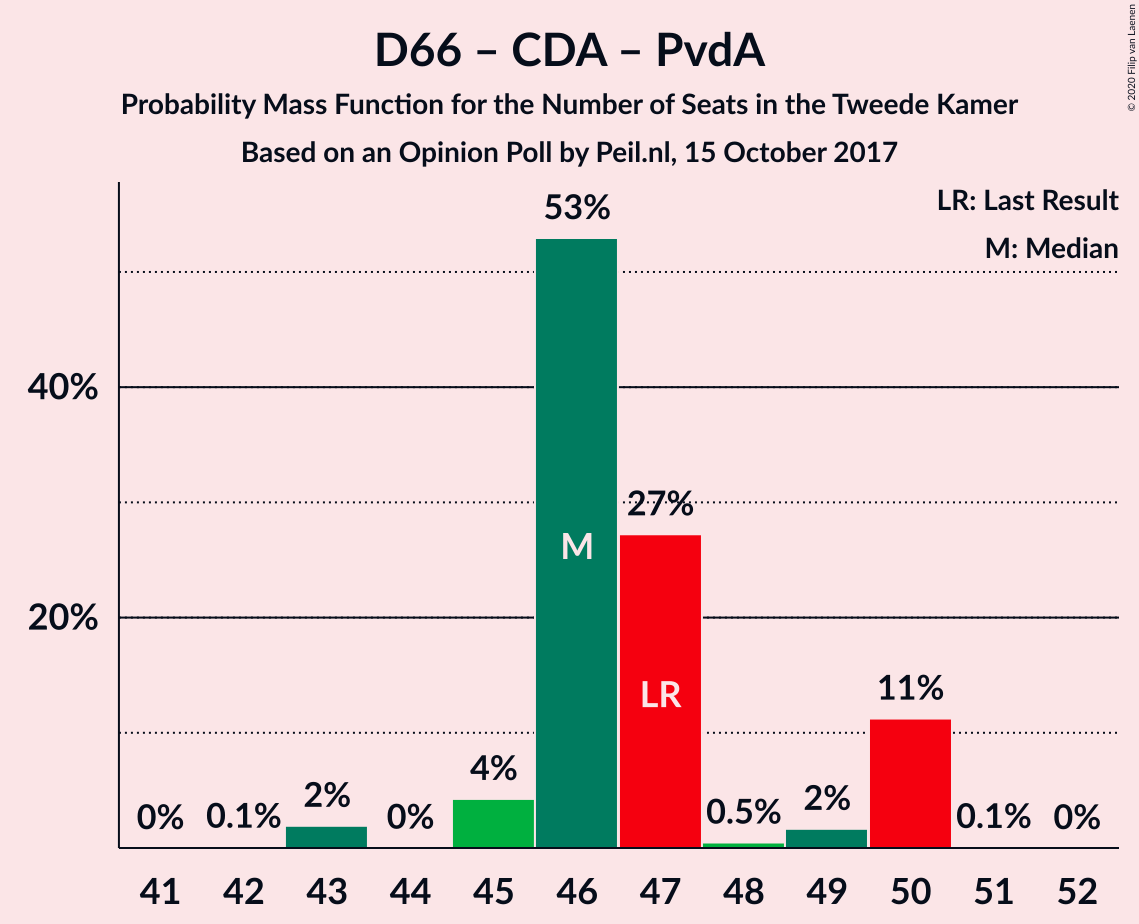 D66 – CDA – PvdA
Probability Mass Function for the Number of Seats in the Tweede Kamer
Based on an Opinion Poll by Peil.nl, 15 October 2017
© 2020 Filip van Laenen
LR: Last Result
M: Median
53%
40%
27%
M
20%
LR
11%
4%
2%
2%
0%
0.1%
0%
0.5%
0.1%
0%
41 42 43 44 45 46 47 48 49 50 51 52